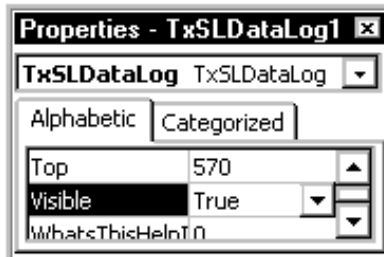 Properties - TxSLDataLog1
TxSLDataLog TxSLDataLog
Alphabetic Categorized
Top 570
Visible True
WhatsThisHelpI 0